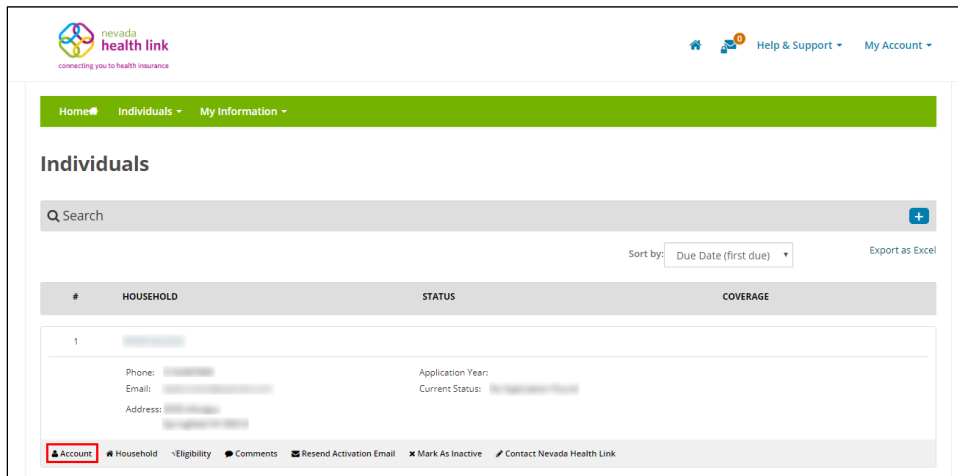 nevada
health link
connecting you to health insurance
0
Help & Support
My Account
Home
Individuals
My Information
Individuals
Search
+
Sort by:
Due Date (first due)
Export as Excel
# HOUSEHOLD STATUS COVERAGE
1
Phone:
Application Year:
Email:
Current Status:
Address:
Account Household Eligibility Comments Resend Activation Email Mark As Inactive Contact Nevada Health Link